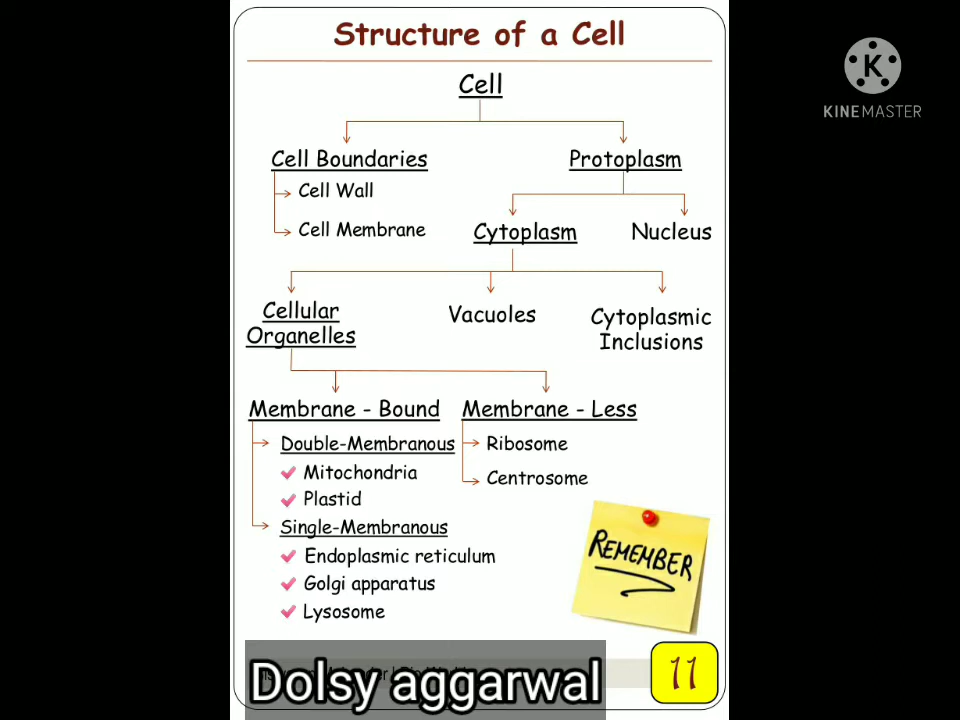 Structure of a Cell
K
KINEMASTER
Cell
Cell Boundaries
Protoplasm
Cell Wall
Cell Membrane
Cytoplasm
Nucleus
Cellular
Organelles
Vacuoles
Cytoplasmic
Inclusions
Membrane - Bound
Membrane - Less
Double-Membranous
Ribosome
Mitochondria
Centrosome
Plastid
Single-Membranous
Endoplasmic reticulum
Golgi apparatus
Lysosome
REMEMBER
Dolsy aggarwal
11